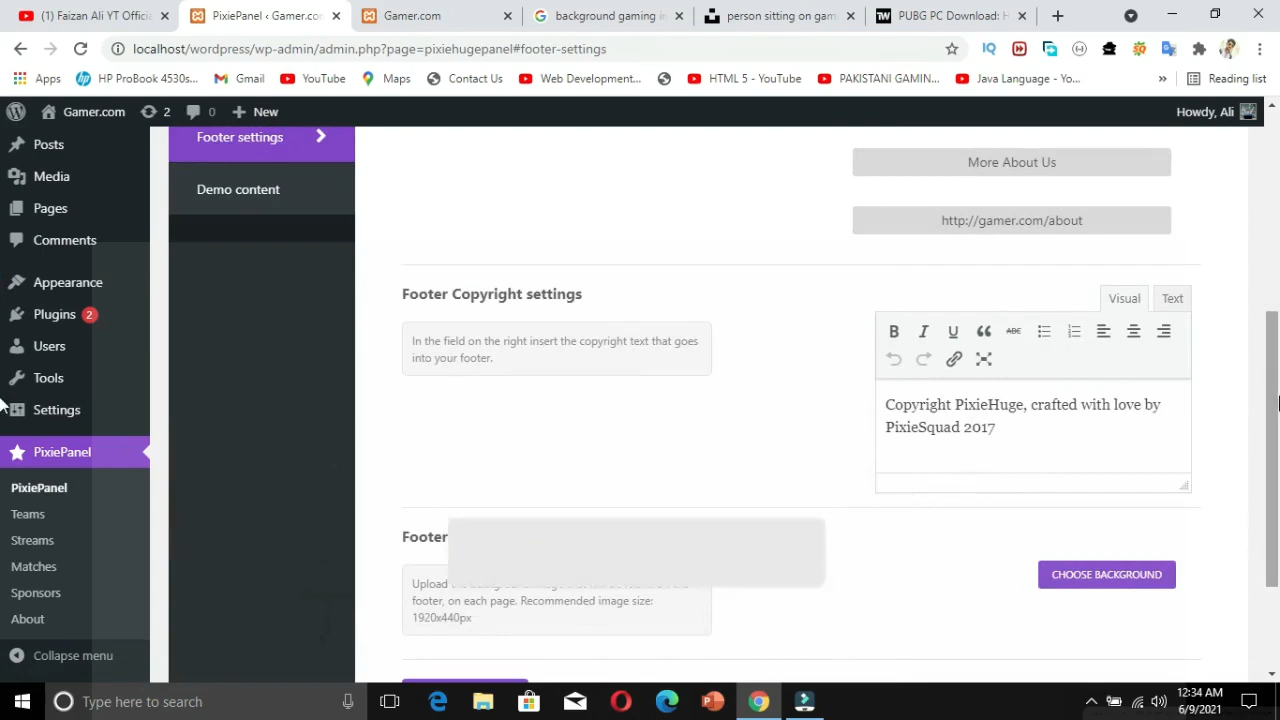 (1) Faizan Ali YT Offici
PixiePanel ‹ Gamer.com
Gamer.com
background gaming i
person sitting on gam
PUBG PC Download: H
localhost/wordpress/wp-admin/admin.php?page=pixiehugepanel#footer-settings
Apps
HP ProBook 4530s...
Gmail
YouTube
Maps
Contact Us
Web Development...
HTML 5 - YouTube
PAKISTANI GAMIN...
Java Language - Yo...
»
Reading list
Gamer.com
2
0
New
Howdy, Ali
Posts
Media
Pages
Comments
Appearance
Plugins 2
Users
Tools
Settings
PixiePanel
PixiePanel
Teams
Streams
Matches
Sponsors
About
Collapse menu
Footer settings
Demo content
More About Us
http://gamer.com/about
Footer Copyright settings
In the field on the right insert the copyright text that goes
into your footer.
Visual
Text
B I U ABC
Copyright PixieHuge, crafted with love by
PixieSquad 2017
Footer
Upload
footer, on each page. Recommended image size:
1920x440px
CHOOSE BACKGROUND
Type here to search
12:34 AM
6/9/2021